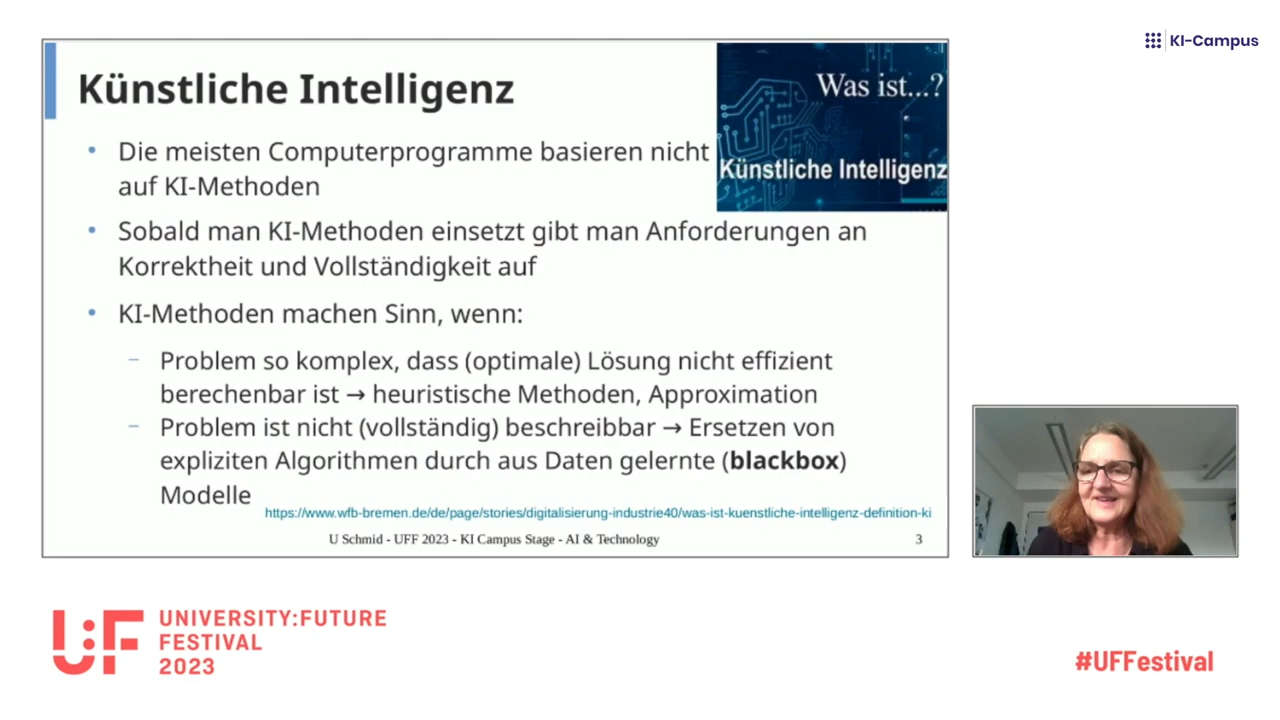 KI-Campus
Künstliche Intelligenz
Was ist...?
Künstliche Intelligenz
• Die meisten Computerprogramme basieren nicht
auf KI-Methoden
• Sobald man KI-Methoden einsetzt gibt man Anforderungen an
Korrektheit und Vollständigkeit auf
• KI-Methoden machen Sinn, wenn:
– Problem so komplex, dass (optimale) Lösung nicht effizient
berechenbar ist → heuristische Methoden, Approximation
– Problem ist nicht (vollständig) beschreibbar → Ersetzen von
expliziten Algorithmen durch aus Daten gelernte (blackbox)
Modelle
https://www.wfb-bremen.de/de/page/stories/digitalisierung-industrie40/was-ist-kuenstliche-intelligenz-definition-ki
U Schmid - UFF 2023 - KI Campus Stage - AI & Technology
3
U:F
UNIVERSITY:FUTURE
FESTIVAL
2023
#UFFestival